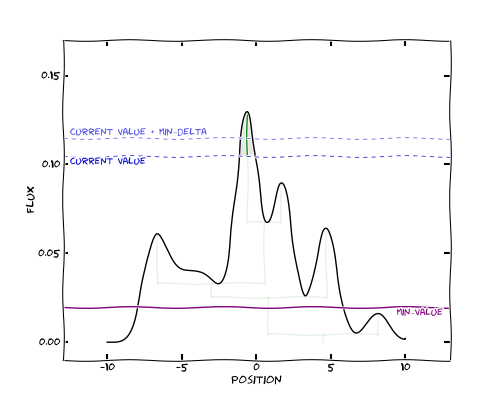 0.15
CURRENT VALUE + MIN-DELTA
CURRENT VALUE
0.10
FLUX
0.05
MIN-VALUE
0.00
-10 -5 0 5 10
POSITION